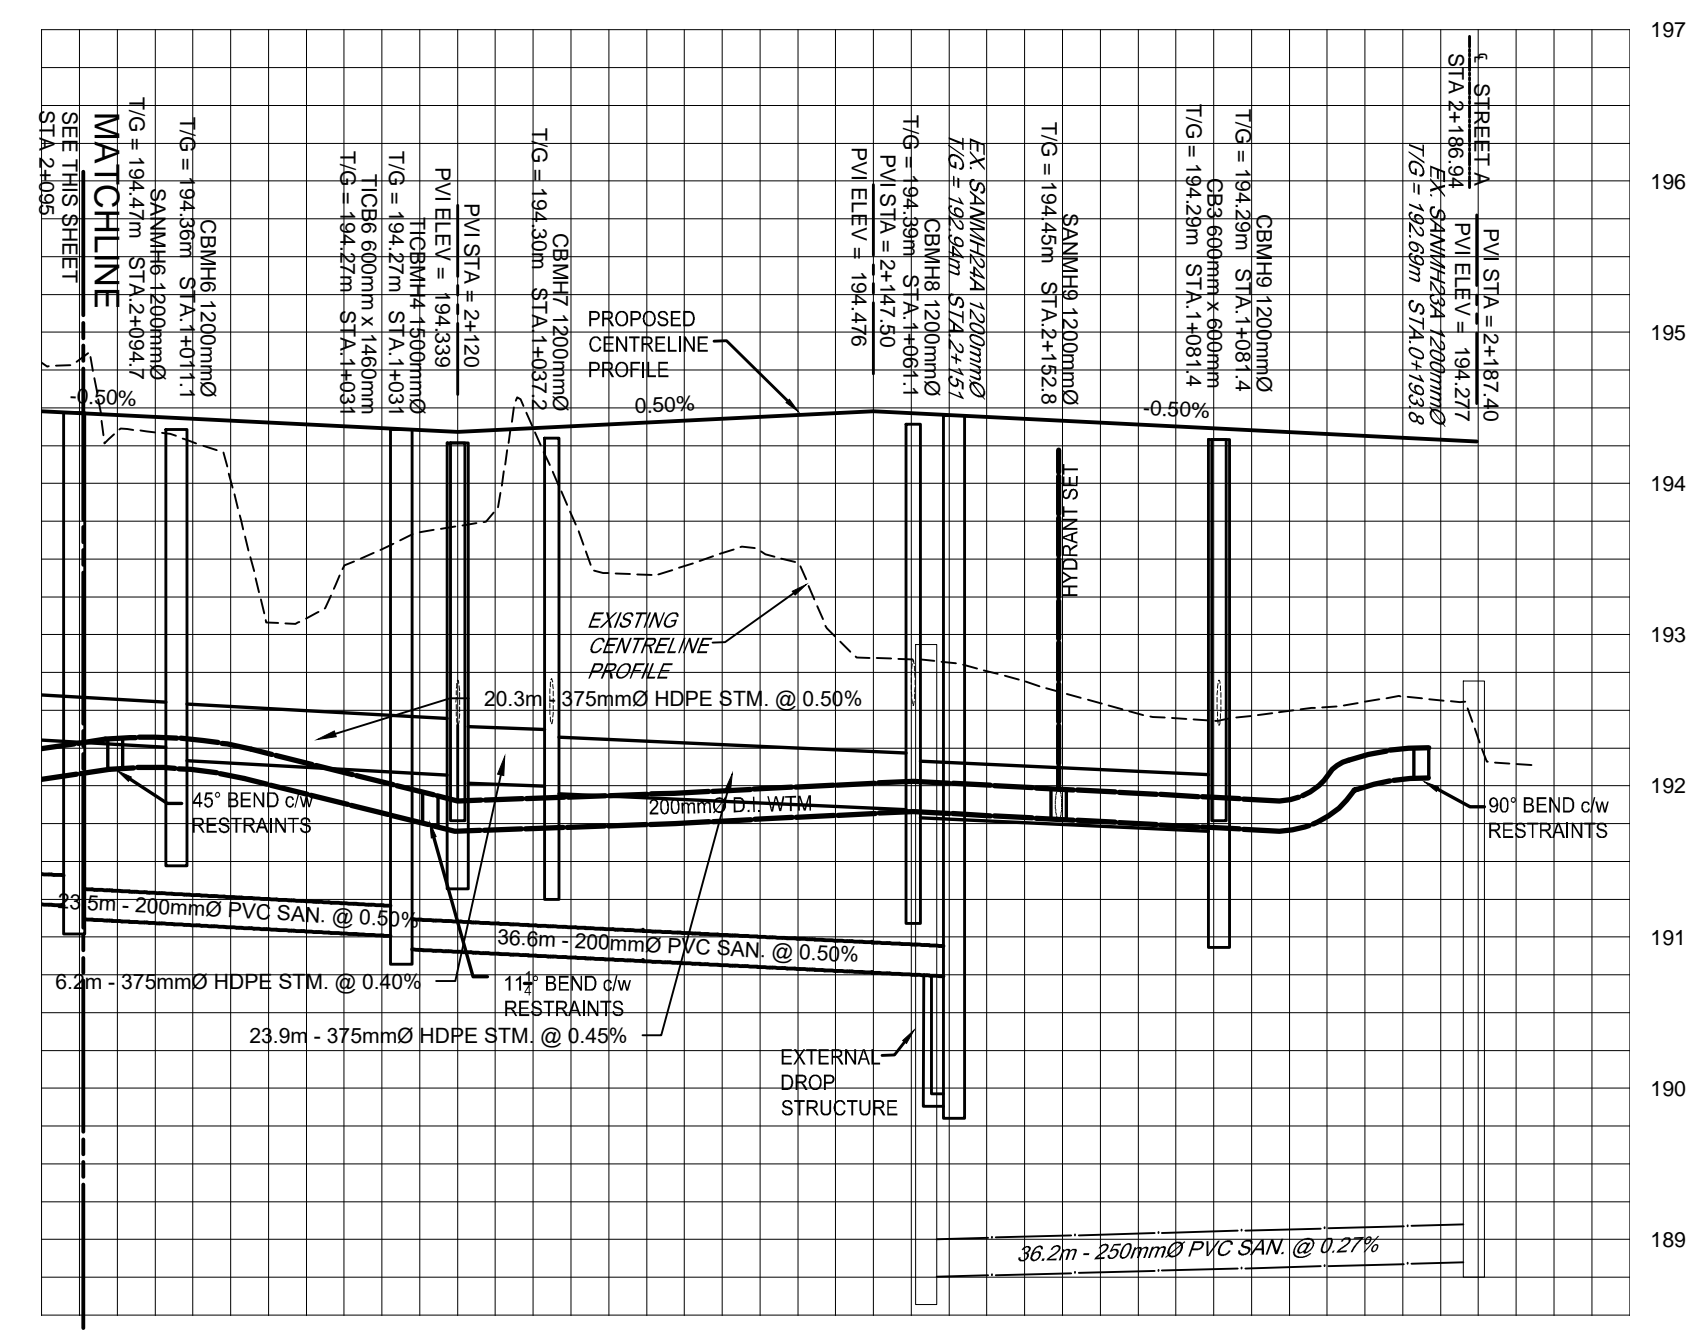 197
196
195
194
193
192
191
190
189
SEE THIS SHEET
STA 2+095
MATCHLINE
SANMH6 1200mmØ
T/G = 194.47m STA.2+094.7
CBMH6 1200mmØ
T/G = 194.36m STA.1+011.1
TICB6 600mm x 1460mm
T/G = 194.27m STA.1+031
TICBMH4 1500mmØ
T/G = 194.27m STA.1+031
PVI STA = 2+120
PVI ELEV = 194.339
CBMH7 1200mmØ
T/G = 194.30m STA.1+037.2
PVI STA = 2+147.50
PVI ELEV = 194.476
CBMH8 1200mmØ
T/G = 194.39m STA.1+061.1
EX. SANMH24A 1200mmØ
T/G = 192.94m STA.2+151
SANMH9 1200mmØ
T/G = 194.45m STA.2+152.8
CB3 600mm x 600mm
T/G = 194.29m STA.1+081.4
CBMH9 1200mmØ
T/G = 194.29m STA.1+081.4
EX. SANMH23A 1200mmØ
T/G = 192.69m STA.0+193.8
℄ STREET A
STA 2+186.94
PVI STA = 2+187.40
PVI ELEV = 194.277
PROPOSED
CENTRELINE
PROFILE
-0.50%
0.50%
-0.50%
HYDRANT SET
EXISTING
CENTRELINE
PROFILE
20.3m - 375mmØ HDPE STM. @ 0.50%
45° BEND c/w
RESTRAINTS
200mmØ D.I. WTM
90° BEND c/w
RESTRAINTS
23.5m - 200mmØ PVC SAN. @ 0.50%
36.6m - 200mmØ PVC SAN. @ 0.50%
6.2m - 375mmØ HDPE STM. @ 0.40%
11¼° BEND c/w
RESTRAINTS
23.9m - 375mmØ HDPE STM. @ 0.45%
EXTERNAL
DROP
STRUCTURE
36.2m - 250mmØ PVC SAN. @ 0.27%